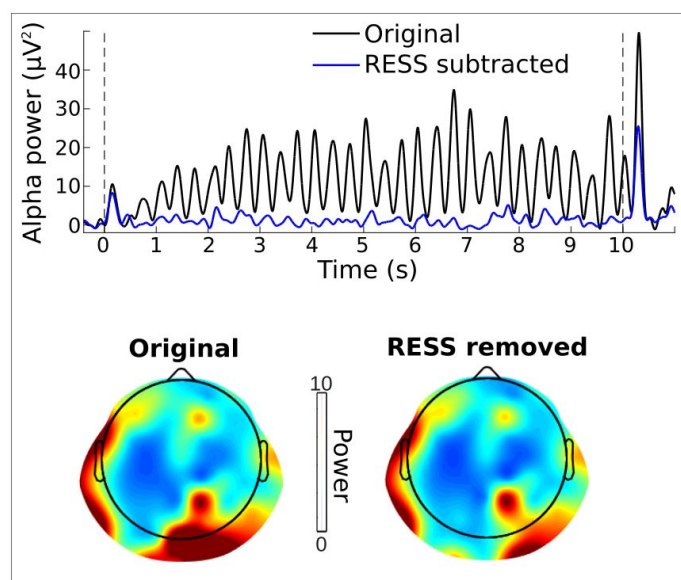 Original
RESS subtracted
Alpha power (µV²)
40
30
20
10
0
0 1 2 3 4 5 6 7 8 9 10
Time (s)
Original
RESS removed
10
Power
0